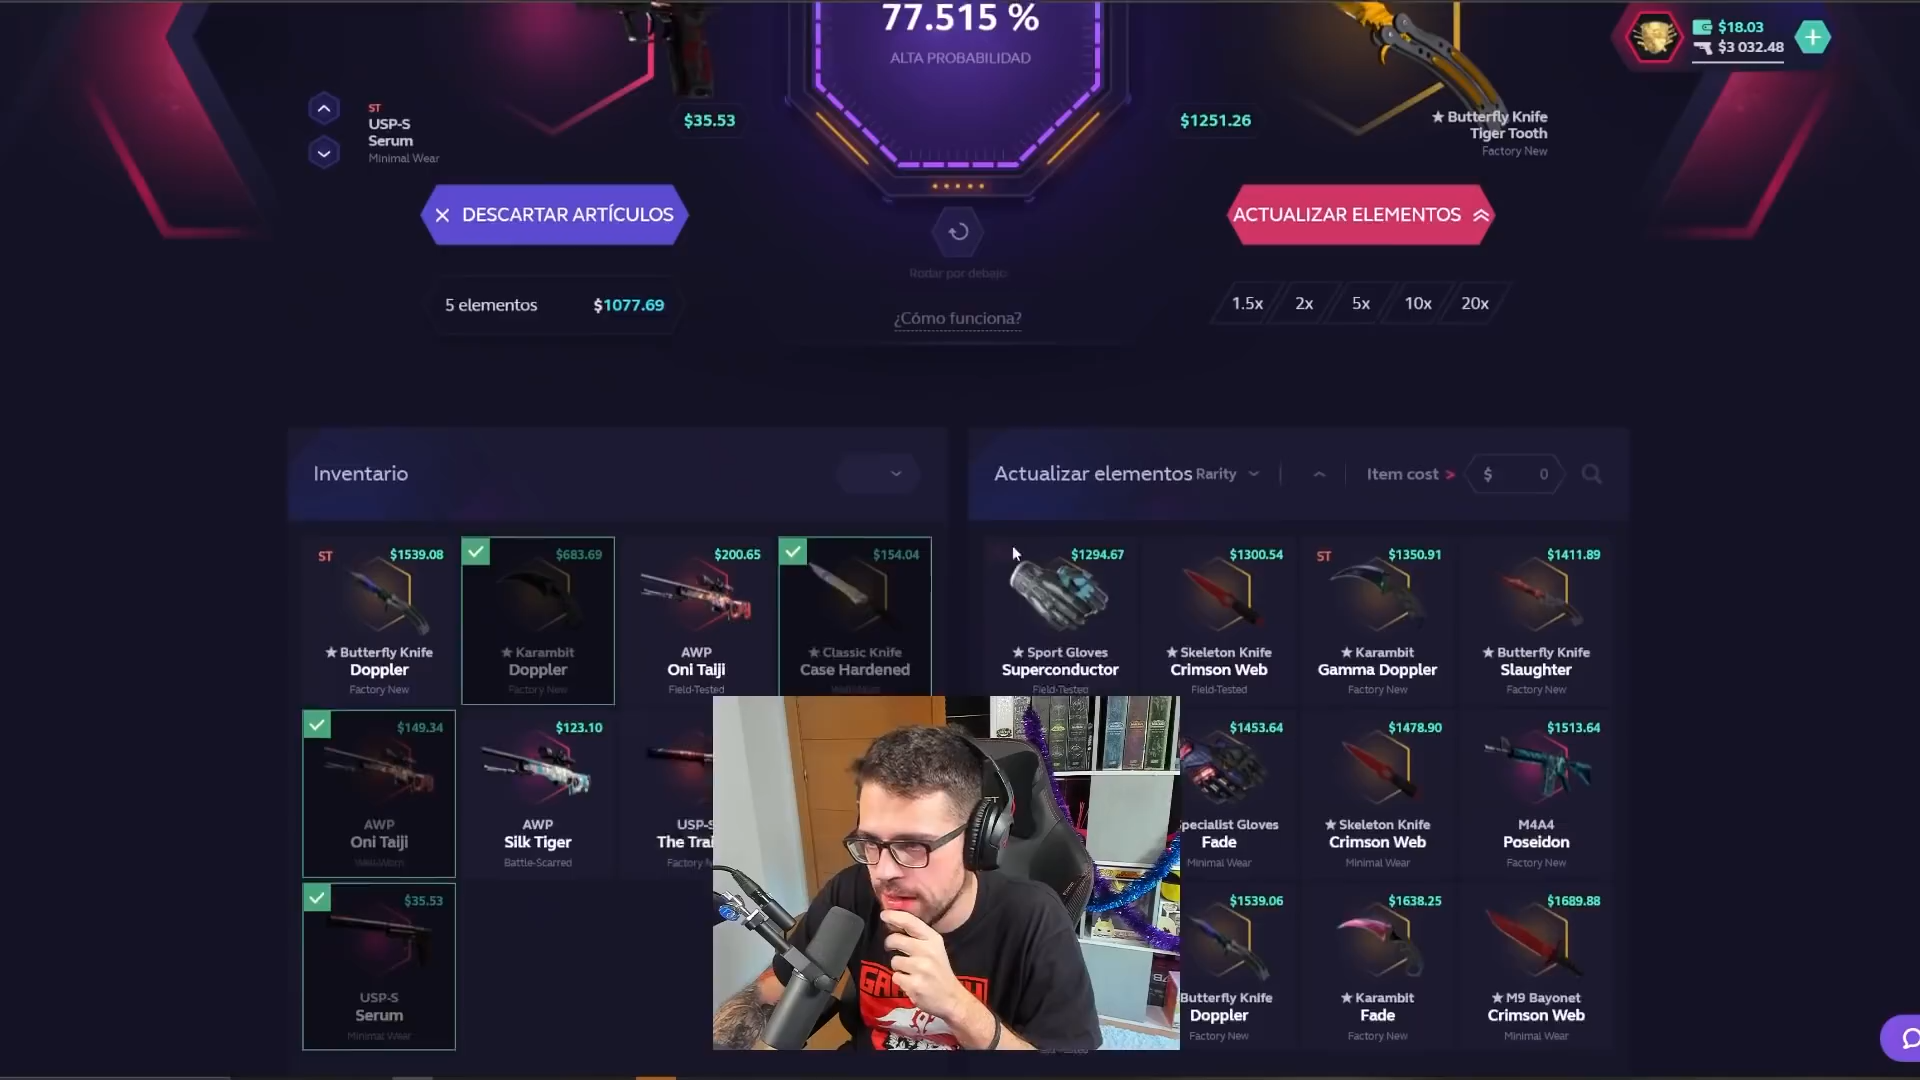 77.515 %
ALTA PROBABILIDAD
$18.03
$3 032.48
ST
USP-S
Serum
Minimal Wear
$35.53
$1251.26
★ Butterfly Knife
Tiger Tooth
Factory New
DESCARTAR ARTÍCULOS
ACTUALIZAR ELEMENTOS
Rodar por debajo
5 elementos
$1077.69
¿Cómo funciona?
1.5x
2x
5x
10x
20x
Inventario
Actualizar elementos
Rarity
Item cost >
$ 0
ST
$1539.08
★ Butterfly Knife
Doppler
Factory New
$683.69
★ Karambit
Doppler
Factory New
$200.65
AWP
Oni Taiji
Field-Tested
$154.04
★ Classic Knife
Case Hardened
$149.34
AWP
Oni Taiji
Well-Worn
$123.10
AWP
Silk Tiger
Battle-Scarred
USP-S
The Trai
Factory
$35.53
USP-S
Serum
Minimal Wear
$1294.67
★ Sport Gloves
Superconductor
Field-Tested
$1300.54
★ Skeleton Knife
Crimson Web
Field-Tested
ST
$1350.91
★ Karambit
Gamma Doppler
Factory New
$1411.89
★ Butterfly Knife
Slaughter
Factory New
$1453.64
Specialist Gloves
Fade
Minimal Wear
$1478.90
★ Skeleton Knife
Crimson Web
Minimal Wear
$1513.64
M4A4
Poseidon
Factory New
$1539.06
Butterfly Knife
Doppler
Factory New
$1638.25
★ Karambit
Fade
Factory New
$1689.88
★ M9 Bayonet
Crimson Web
Minimal Wear